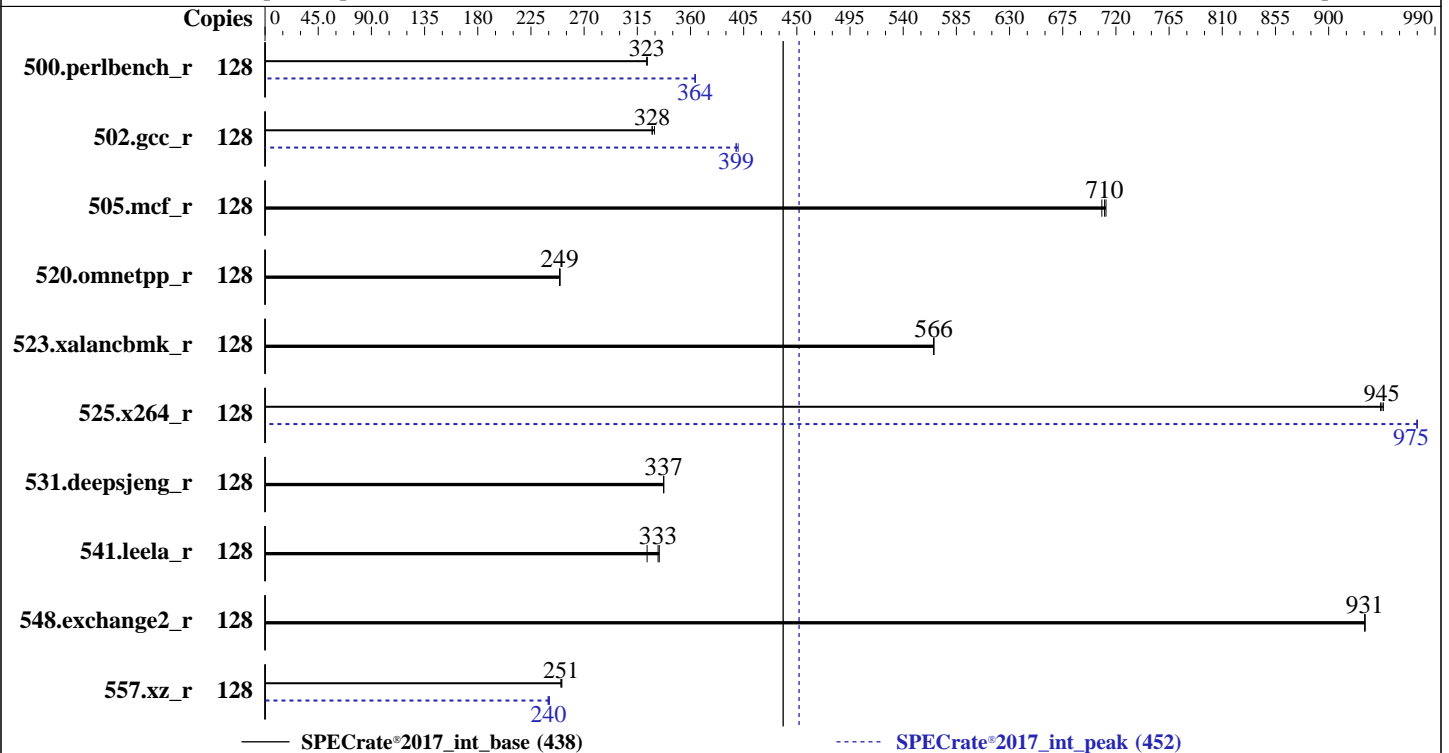 Copies 0 45.0 90.0 135 180 225 270 315 360 405 450 495 540 585 630 675 720 765 810 855 900 990
323
500.perlbench_r 128
364
328
502.gcc_r 128
399
710
505.mcf_r 128
249
520.omnetpp_r 128
566
523.xalancbmk_r 128
945
525.x264_r 128
975
337
531.deepsjeng_r 128
333
541.leela_r 128
931
548.exchange2_r 128
251
557.xz_r 128
240
SPECrate®2017_int_base (438) SPECrate®2017_int_peak (452)